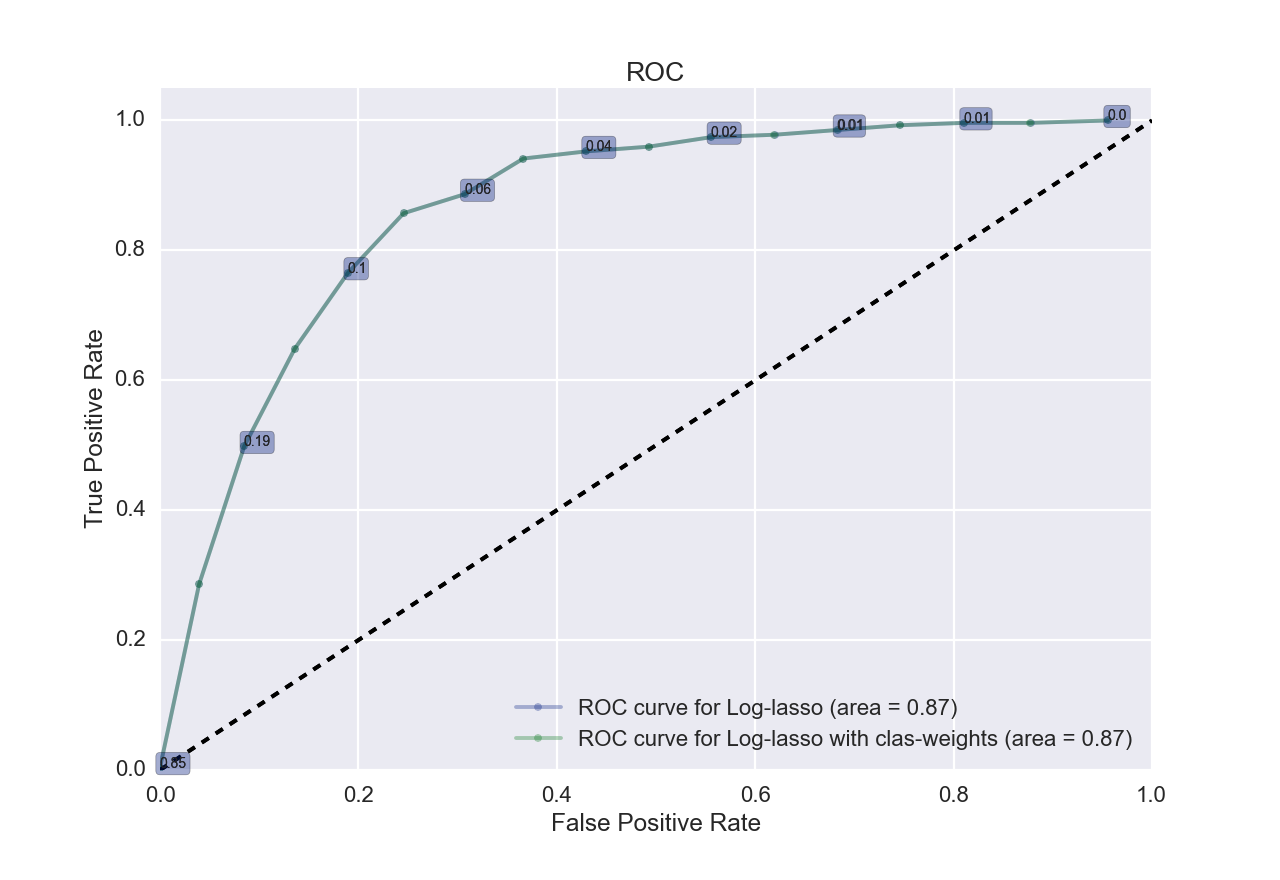 ROC
1.0
0.8
0.6
0.4
0.2
0.0
True Positive Rate
0.85
0.19
0.1
0.06
0.04
0.02
0.01
0.01
0.0
ROC curve for Log-lasso (area = 0.87)
ROC curve for Log-lasso with clas-weights (area = 0.87)
0.0 0.2 0.4 0.6 0.8 1.0
False Positive Rate